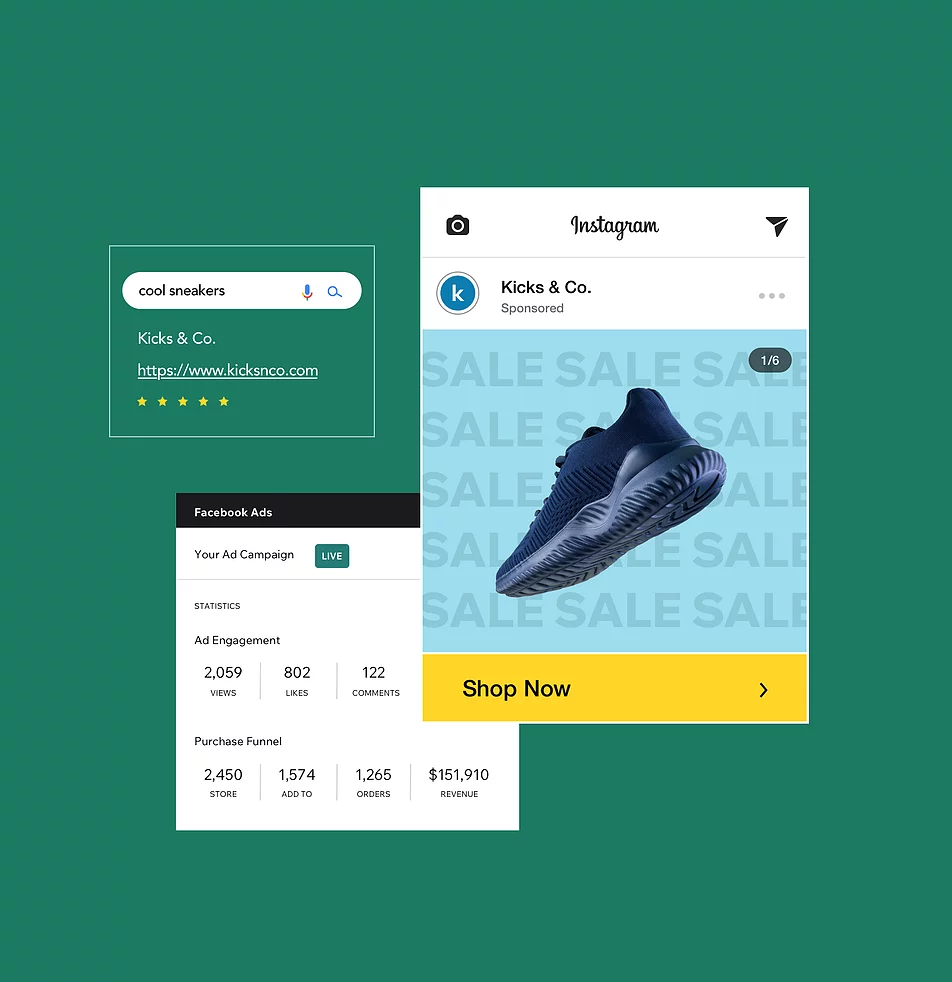 cool sneakers
Kicks & Co.
https://www.kicksnco.com
Instagram
k
Kicks & Co.
Sponsored
1/6
SALE SALE SALE
SALE SALE SALE
SALE SALE
SALE SALE
SALE SALE SALE
Shop Now
Facebook Ads
Your Ad Campaign LIVE
STATISTICS
Ad Engagement
2,059 802 122
VIEWS LIKES COMMENTS
Purchase Funnel
2,450 1,574 1,265 $151,910
STORE ADD TO ORDERS REVENUE